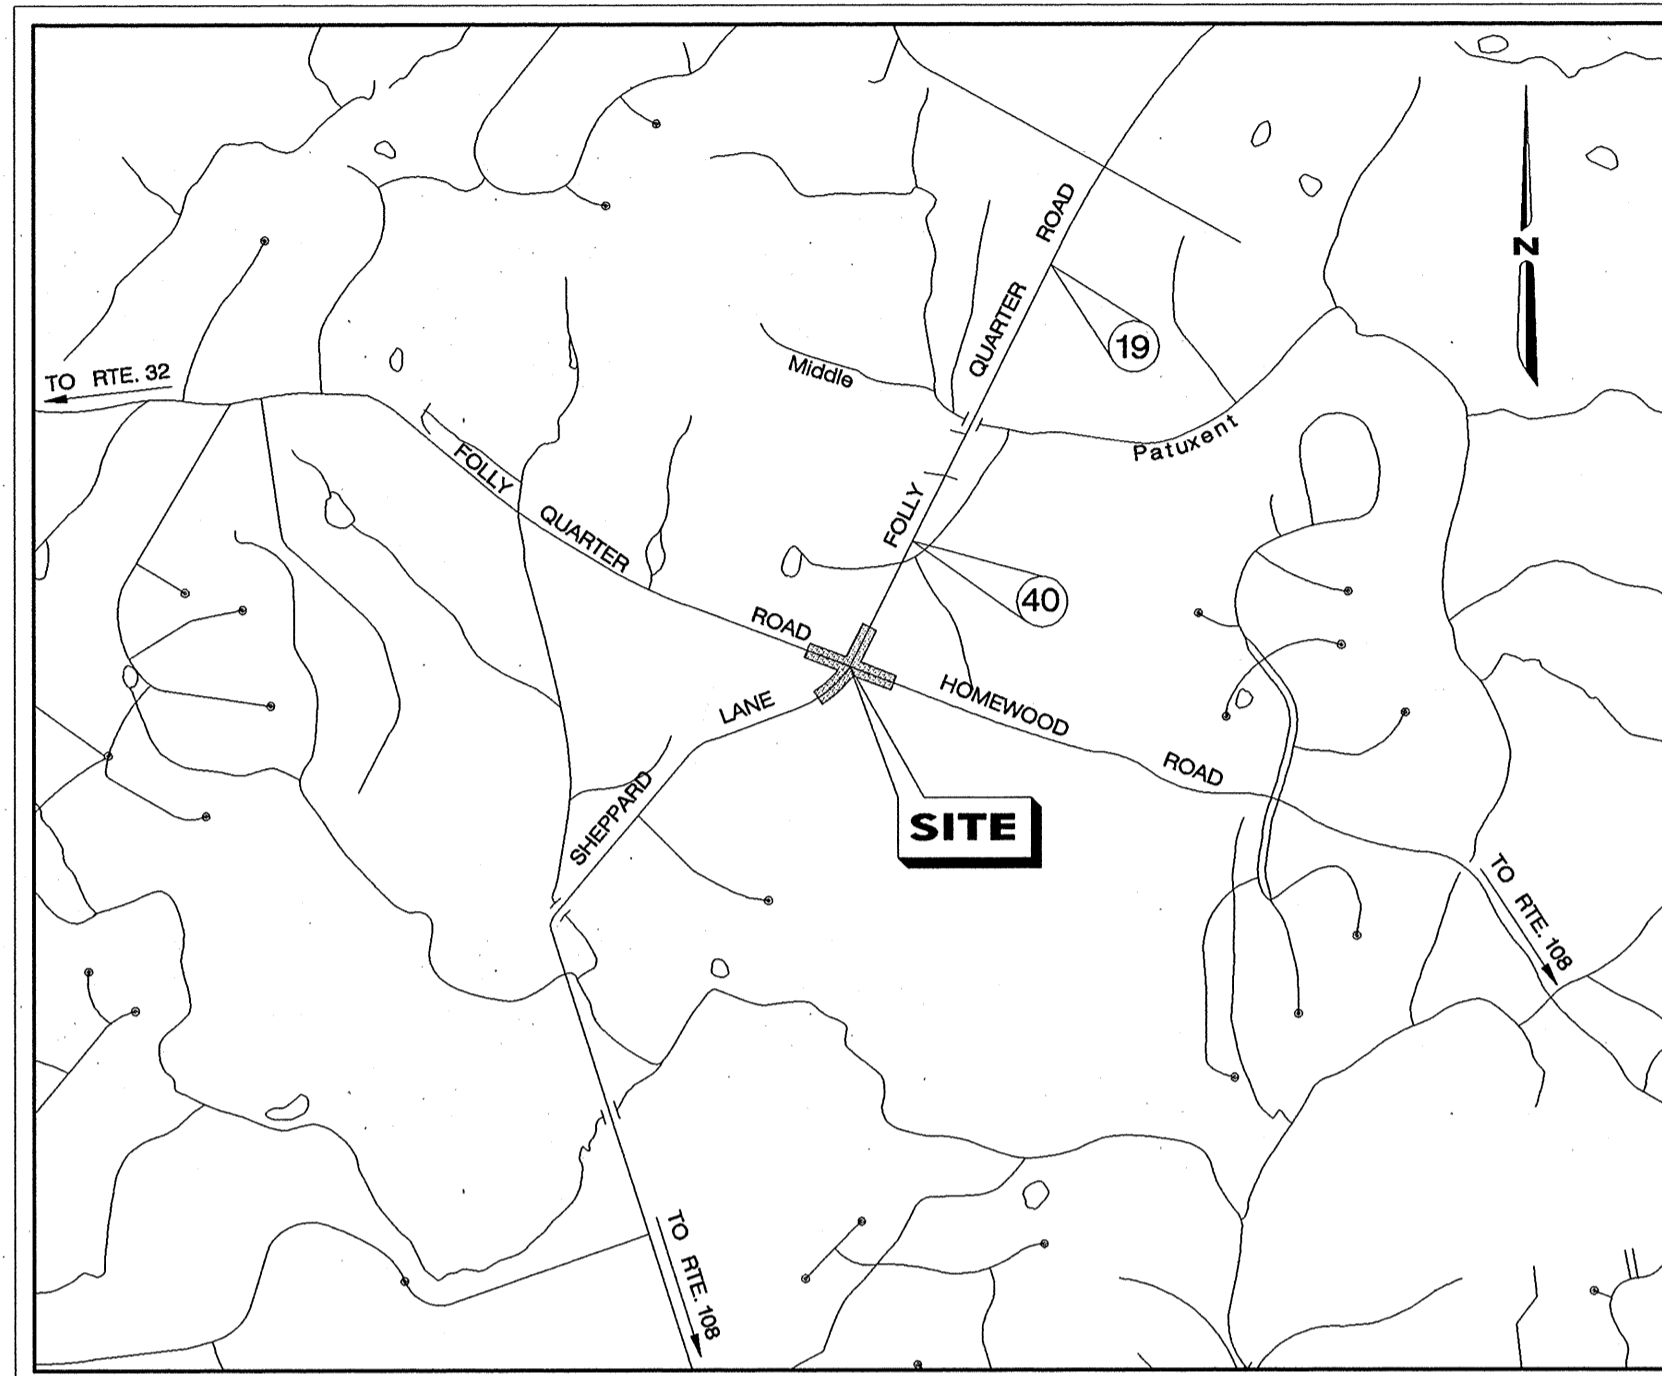 N
ROAD
QUARTER
19
TO RTE. 32
Middle
Patuxent
FOLLY
FOLLY
QUARTER
ROAD
40
LANE
HOMEWOOD
ROAD
SHEPPARD
SITE
TO RTE. 108
TO RTE. 108